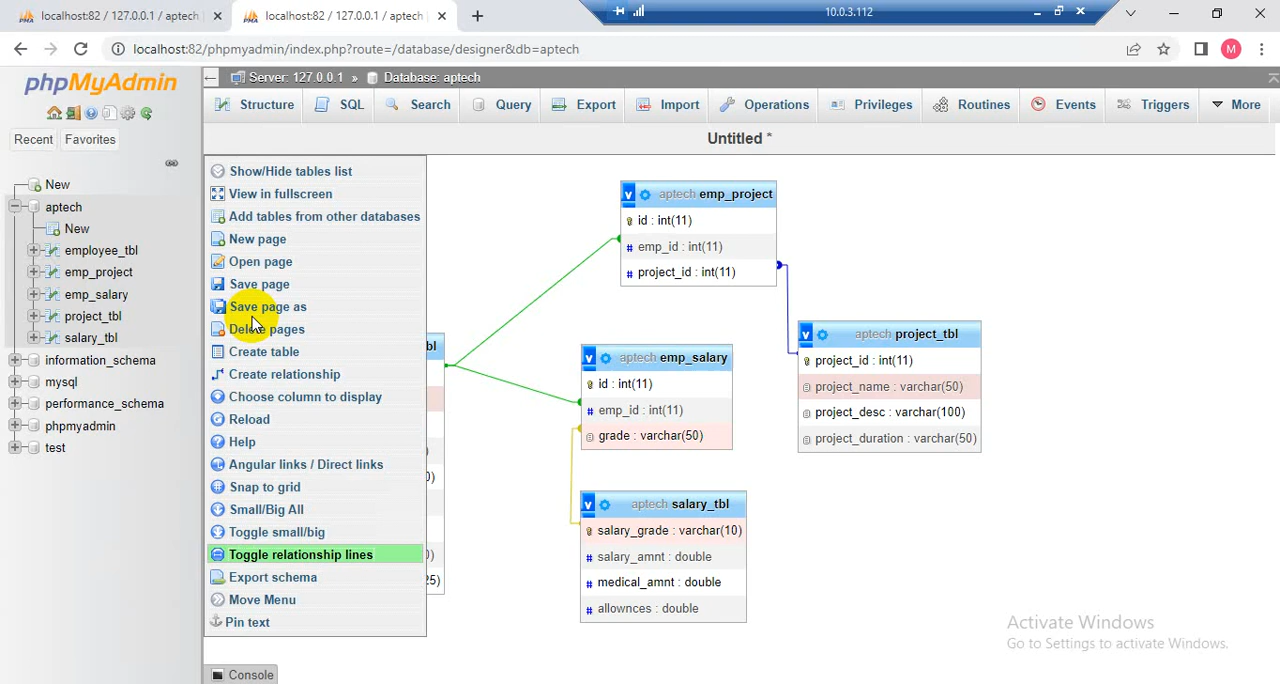 localhost:82 / 127.0.0.1 / aptech
localhost:82 / 127.0.0.1 / aptech
10.0.3.112
localhost:82/phpmyadmin/index.php?route=/database/designer&db=aptech
M
phpMyAdmin
Recent
Favorites
New
aptech
New
employee_tbl
emp_project
emp_salary
project_tbl
salary_tbl
information_schema
mysql
performance_schema
phpmyadmin
test
Server: 127.0.0.1 » Database: aptech
Structure
SQL
Search
Query
Export
Import
Operations
Privileges
Routines
Events
Triggers
More
Untitled *
Show/Hide tables list
View in fullscreen
Add tables from other databases
New page
Open page
Save page
Save page as
Delete pages
Create table
Create relationship
Choose column to display
Reload
Help
Angular links / Direct links
Snap to grid
Small/Big All
Toggle small/big
Toggle relationship lines
Export schema
Move Menu
Pin text
bl
)
0)
0)
25)
v aptech emp_project
id : int(11)
# emp_id : int(11)
# project_id : int(11)
v aptech emp_salary
id : int(11)
# emp_id : int(11)
grade : varchar(50)
v aptech salary_tbl
salary_grade : varchar(10)
# salary_amnt : double
# medical_amnt : double
# allownces : double
v aptech project_tbl
project_id : int(11)
project_name : varchar(50)
project_desc : varchar(100)
project_duration : varchar(50)
Activate Windows
Go to Settings to activate Windows.
Console